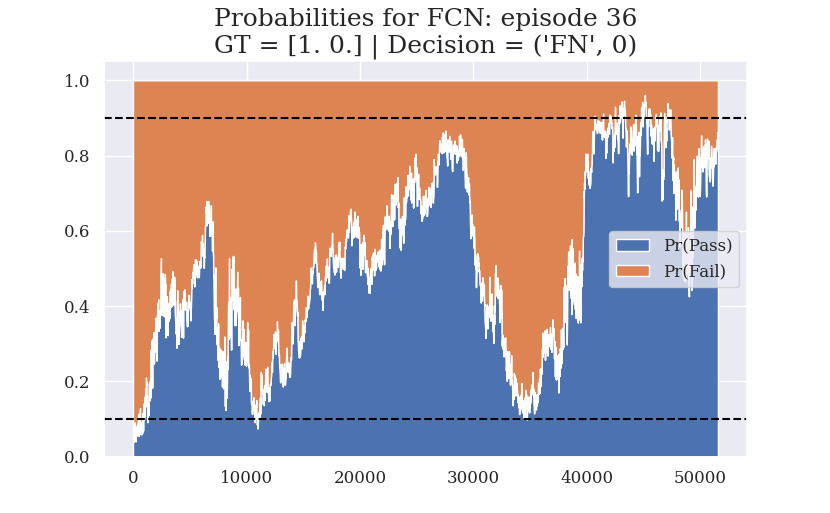 Probabilities for FCN: episode 36
GT = [1. 0.] | Decision = ('FN', 0)
1.0
0.8
0.6
0.4
0.2
0.0
Pr(Pass)
Pr(Fail)
0 10000 20000 30000 40000 50000